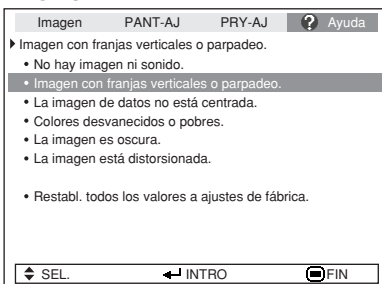 Imagen PANT-AJ PRY-AJ ? Ayuda
Imagen con franjas verticales o parpadeo.
• No hay imagen ni sonido.
• Imagen con franjas verticales o parpadeo.
• La imagen de datos no está centrada.
• Colores desvanecidos o pobres.
• La imagen es oscura.
• La imagen está distorsionada.
• Restabl. todos los valores a ajustes de fábrica.
SEL. INTRO FIN